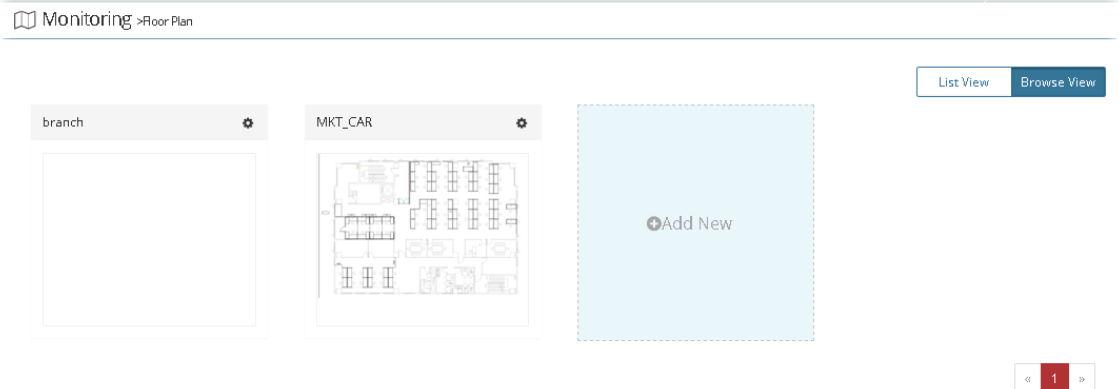 Monitoring >Floor Plan
List View Browse View
branch MKT_CAR
Add New
« 1 »